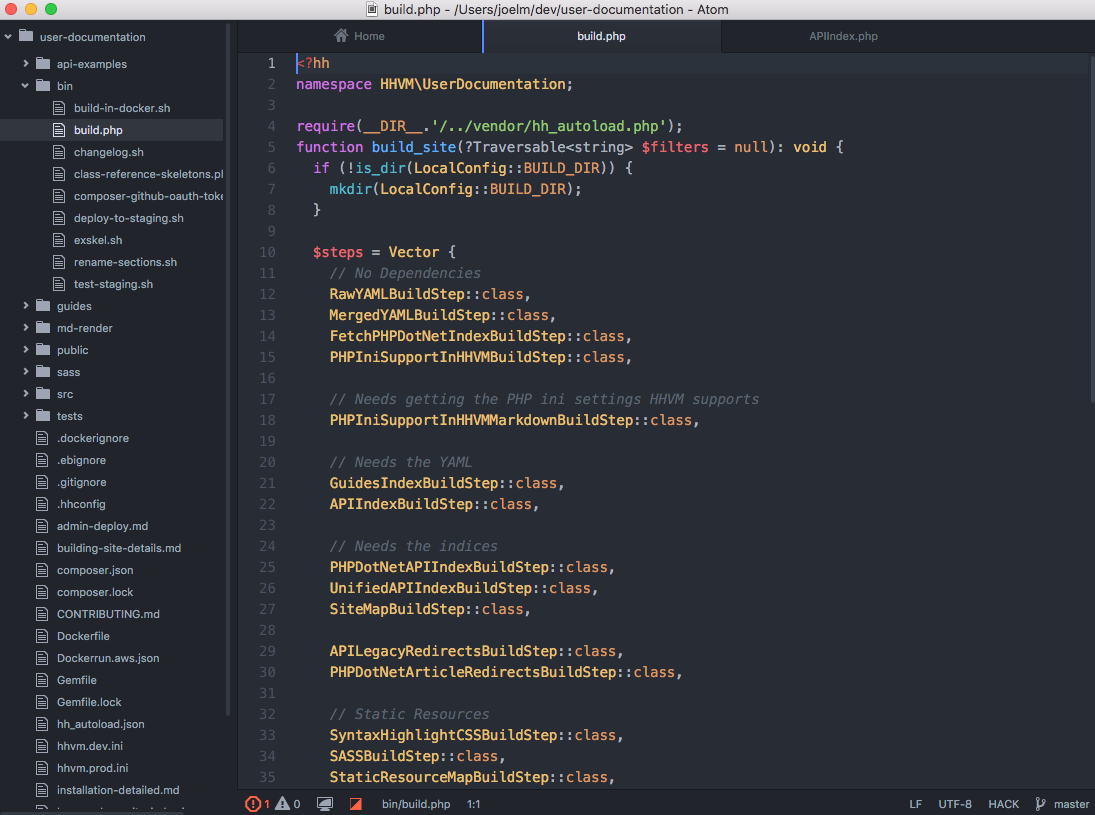 build.php - /Users/joelm/dev/user-documentation - Atom
user-documentation
api-examples
bin
build-in-docker.sh
build.php
changelog.sh
class-reference-skeletons.pl
composer-github-oauth-toke
deploy-to-staging.sh
exskel.sh
rename-sections.sh
test-staging.sh
guides
md-render
public
sass
src
tests
.dockerignore
.ebignore
.gitignore
.hhconfig
admin-deploy.md
building-site-details.md
composer.json
composer.lock
CONTRIBUTING.md
Dockerfile
Dockerrun.aws.json
Gemfile
Gemfile.lock
hh_autoload.json
hhvm.dev.ini
hhvm.prod.ini
installation-detailed.md
Home
build.php
APIIndex.php
1 <?hh
2 namespace HHVM\UserDocumentation;
3
4 require(__DIR__.'/../vendor/hh_autoload.php');
5 function build_site(?Traversable<string> $filters = null): void {
6 if (!is_dir(LocalConfig::BUILD_DIR)) {
7 mkdir(LocalConfig::BUILD_DIR);
8 }
9
10 $steps = Vector {
11 // No Dependencies
12 RawYAMLBuildStep::class,
13 MergedYAMLBuildStep::class,
14 FetchPHPDotNetIndexBuildStep::class,
15 PHPIniSupportInHHVMBuildStep::class,
16
17 // Needs getting the PHP ini settings HHVM supports
18 PHPIniSupportInHHVMMarkdownBuildStep::class,
19
20 // Needs the YAML
21 GuidesIndexBuildStep::class,
22 APIIndexBuildStep::class,
23
24 // Needs the indices
25 PHPDotNetAPIIndexBuildStep::class,
26 UnifiedAPIIndexBuildStep::class,
27 SiteMapBuildStep::class,
28
29 APILegacyRedirectsBuildStep::class,
30 PHPDotNetArticleRedirectsBuildStep::class,
31
32 // Static Resources
33 SyntaxHighlightCSSBuildStep::class,
34 SASSBuildStep::class,
35 StaticResourceMapBuildStep::class,
1 0 bin/build.php 1:1 LF UTF-8 HACK master